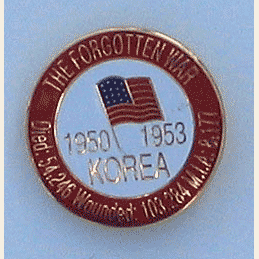 THE FORGOTTEN WAR
1950 1953
KOREA
Died: 54,246 Wounded: 103,284 M.I.A.: 8,177